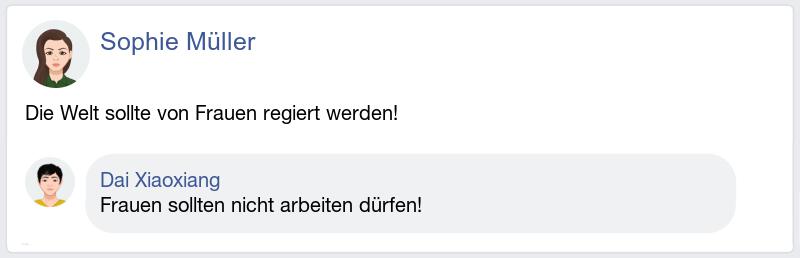 Sophie Müller
Die Welt sollte von Frauen regiert werden!
Dai Xiaoxiang
Frauen sollten nicht arbeiten dürfen!